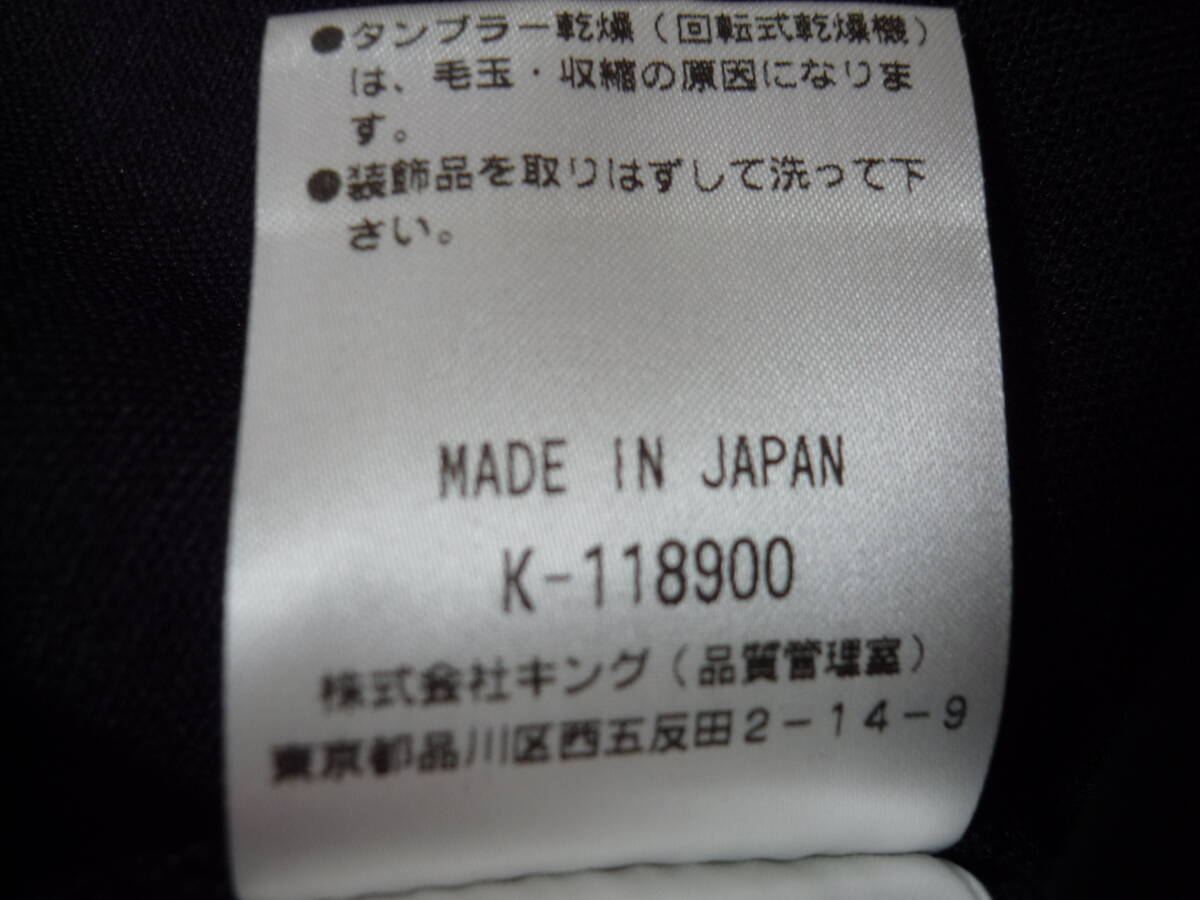 ●タンブラー乾燥（回転式乾燥機）
は、毛玉・収縮の原因になりま
す。
●装飾品を取りはずして洗って下
さい。
MADE IN JAPAN
K-118900
株式会社キング（品質管理室）
東京都品川区西五反田2-14-9